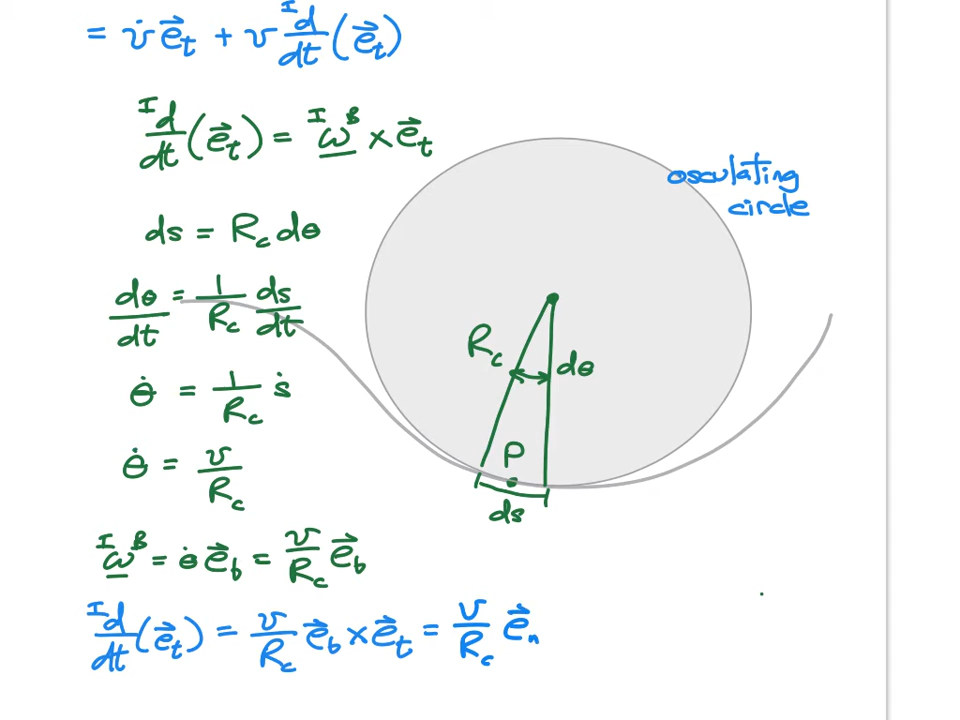 = v̇ e⃗_t + v ᴵd/dt (e⃗_t)
ᴵd/dt (e⃗_t) = ᴵω̲ᴮ × e⃗_t
osculating
circle
ds = R_c dθ
dθ/dt = 1/R_c ds/dt
R_c
dθ
θ̇ = 1/R_c ṡ
P
θ̇ = v/R_c
ds
ᴵω̲ᴮ = θ̇ e⃗_b = v/R_c e⃗_b
ᴵd/dt (e⃗_t) = v/R_c e⃗_b × e⃗_t = v/R_c e⃗_n